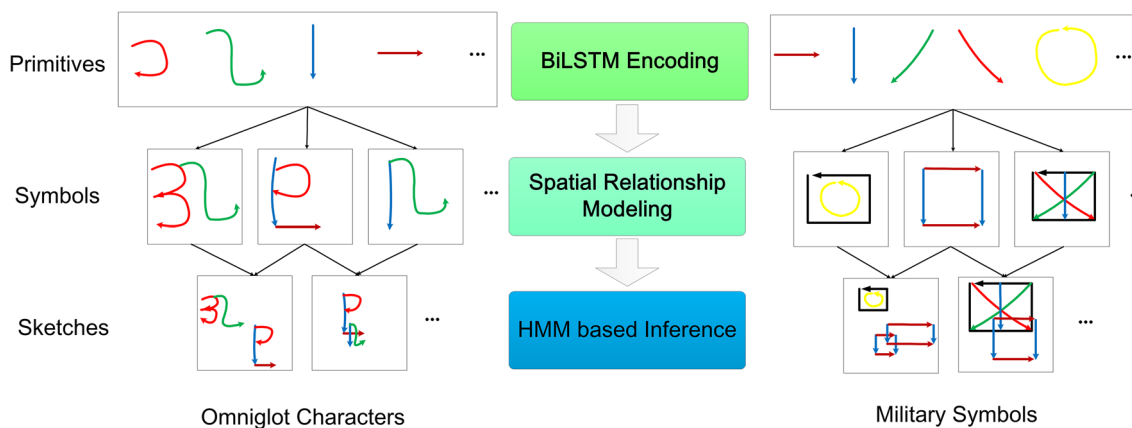 Primitives
...
BiLSTM Encoding
...
Symbols
...
Spatial Relationship
Modeling
Sketches
...
HMM based Inference
...
Omniglot Characters
Military Symbols